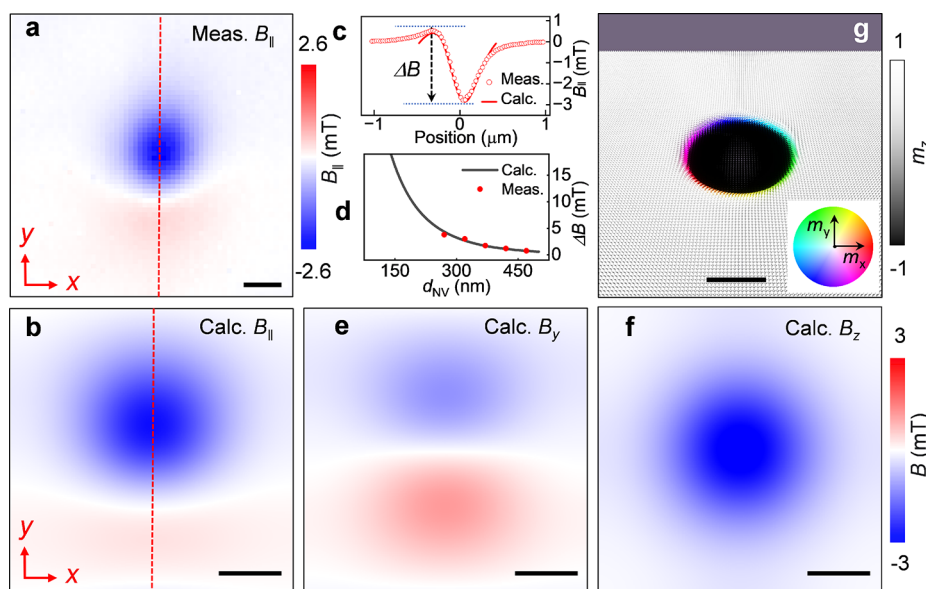 a
Meas. B∥
y
x
2.6
B∥ (mT)
-2.6
c
ΔB
Meas.
Calc.
0
−1
−2
−3
B∥ (mT)
-1
0
1
Position (μm)
d
Calc.
Meas.
15
10
5
0
ΔB (mT)
150
300
450
dNV (nm)
g
my
mx
1
mz
-1
b
Calc. B∥
y
x
e
Calc. By
f
Calc. Bz
3
B (mT)
-3